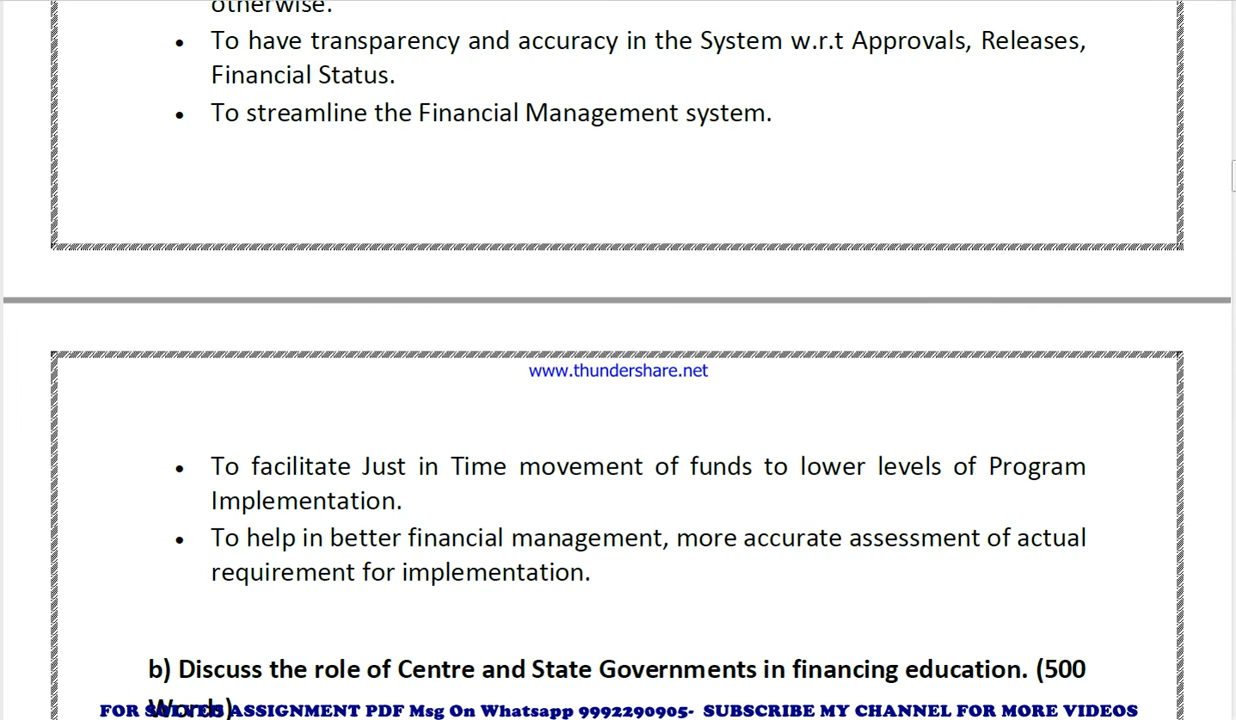 otherwise.
• To have transparency and accuracy in the System w.r.t Approvals, Releases,
Financial Status.
• To streamline the Financial Management system.
www.thundershare.net
• To facilitate Just in Time movement of funds to lower levels of Program
Implementation.
• To help in better financial management, more accurate assessment of actual
requirement for implementation.
b) Discuss the role of Centre and State Governments in financing education. (500
Words)
FOR SOLVED ASSIGNMENT PDF Msg On Whatsapp 9992290905- SUBSCRIBE MY CHANNEL FOR MORE VIDEOS